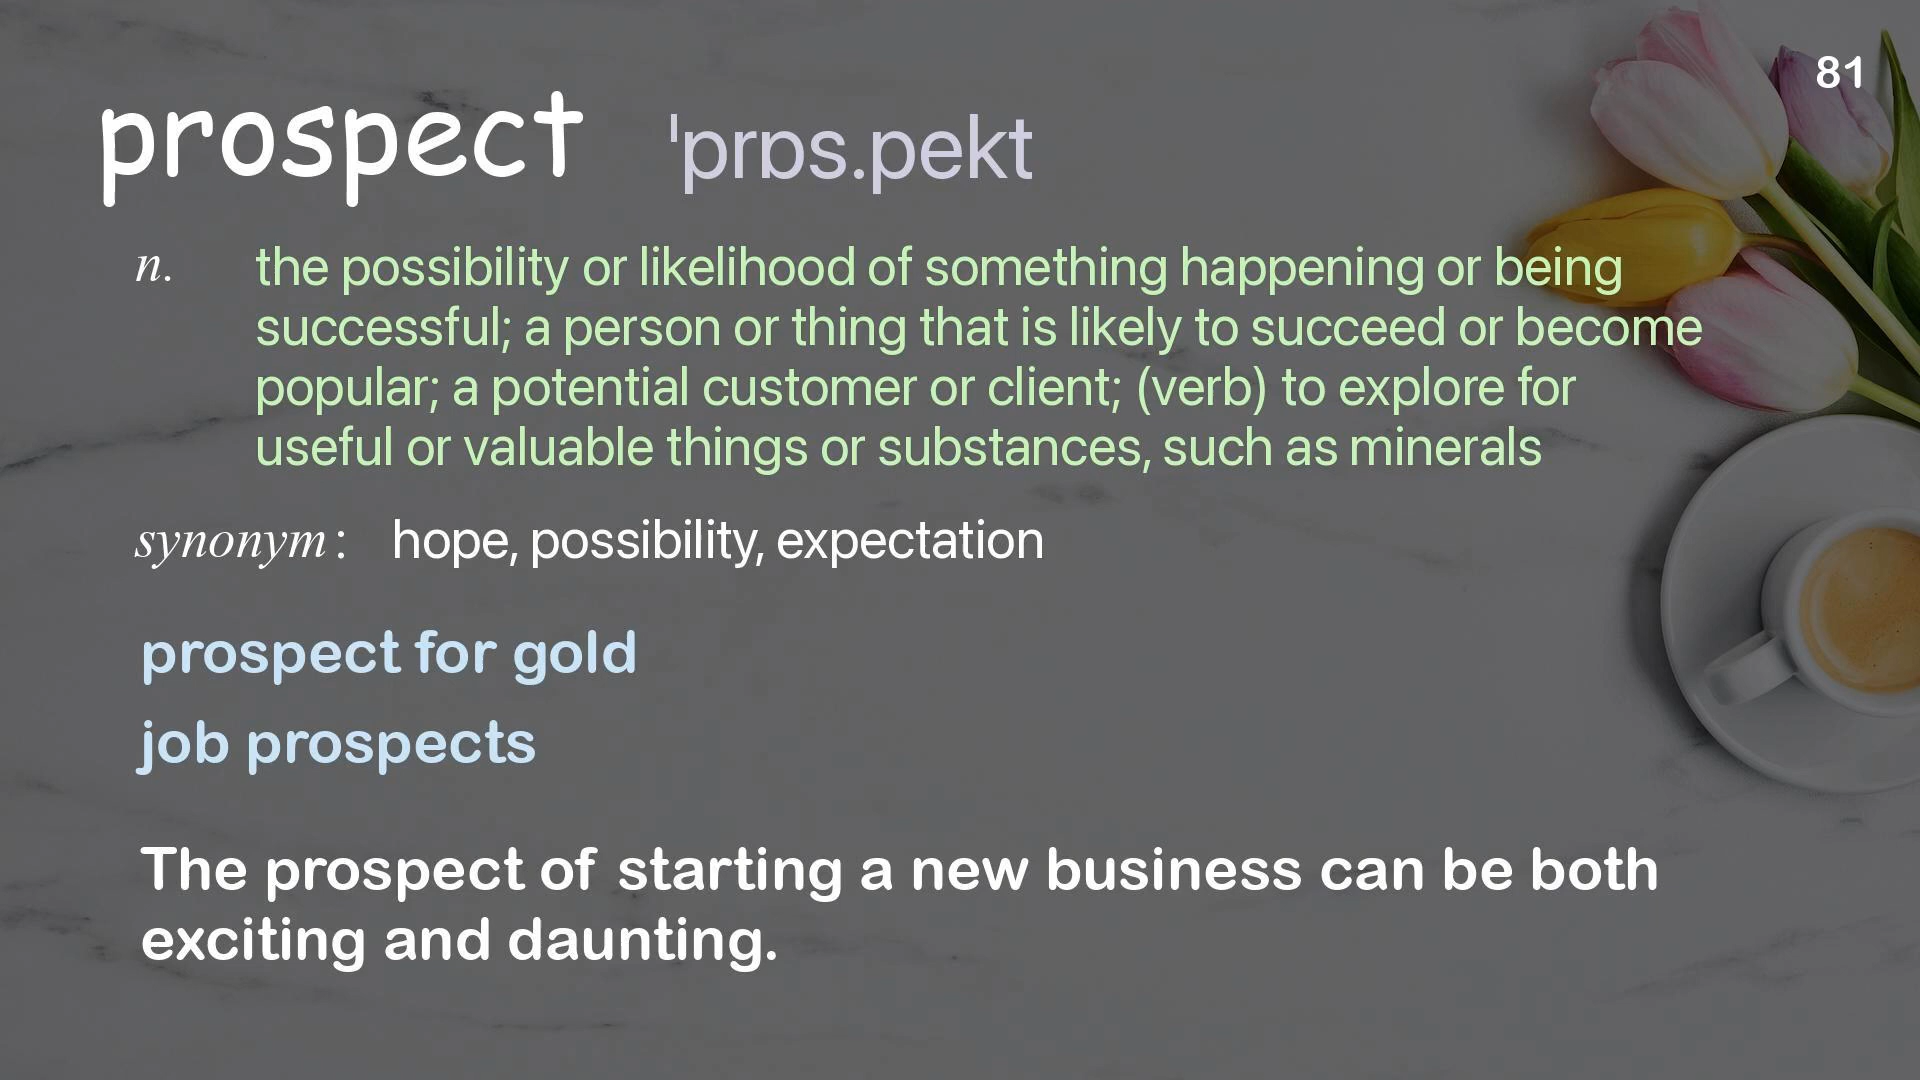 81
prospect ˈprɒs.pekt
n. the possibility or likelihood of something happening or being
successful; a person or thing that is likely to succeed or become
popular; a potential customer or client; (verb) to explore for
useful or valuable things or substances, such as minerals
synonym: hope, possibility, expectation
prospect for gold
job prospects
The prospect of starting a new business can be both
exciting and daunting.